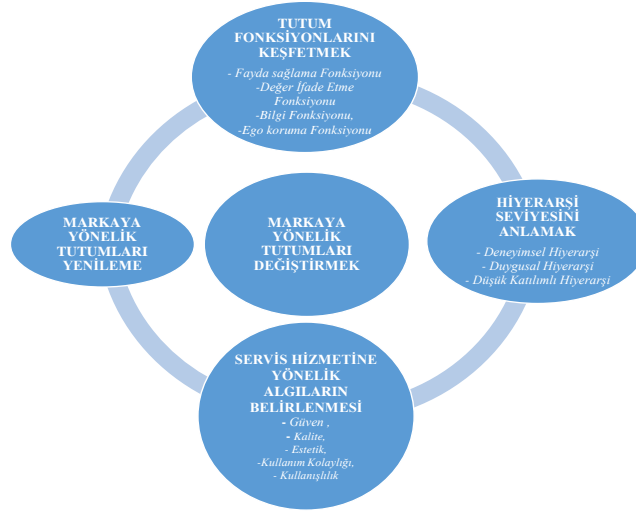 TUTUM
FONKSİYONLARINI
KEŞFETMEK
- Fayda sağlama Fonksiyonu
-Değer İfade Etme
Fonksiyonu
-Bilgi Fonksiyonu,
-Ego koruma Fonksiyonu
HİYERARŞİ
SEVİYESİNİ
ANLAMAK
- Deneyimsel Hiyerarşi
- Duygusal Hiyerarşi
- Düşük Katılımlı Hiyerarşi
SERVİS HİZMETİNE
YÖNELİK
ALGILARIN
BELİRLENMESİ
- Güven ,
- Kalite,
- Estetik,
-Kullanım Kolaylığı,
- Kullanışlılık
MARKAYA
YÖNELİK
TUTUMLARI
YENİLEME
MARKAYA
YÖNELİK
TUTUMLARI
DEĞİŞTİRMEK